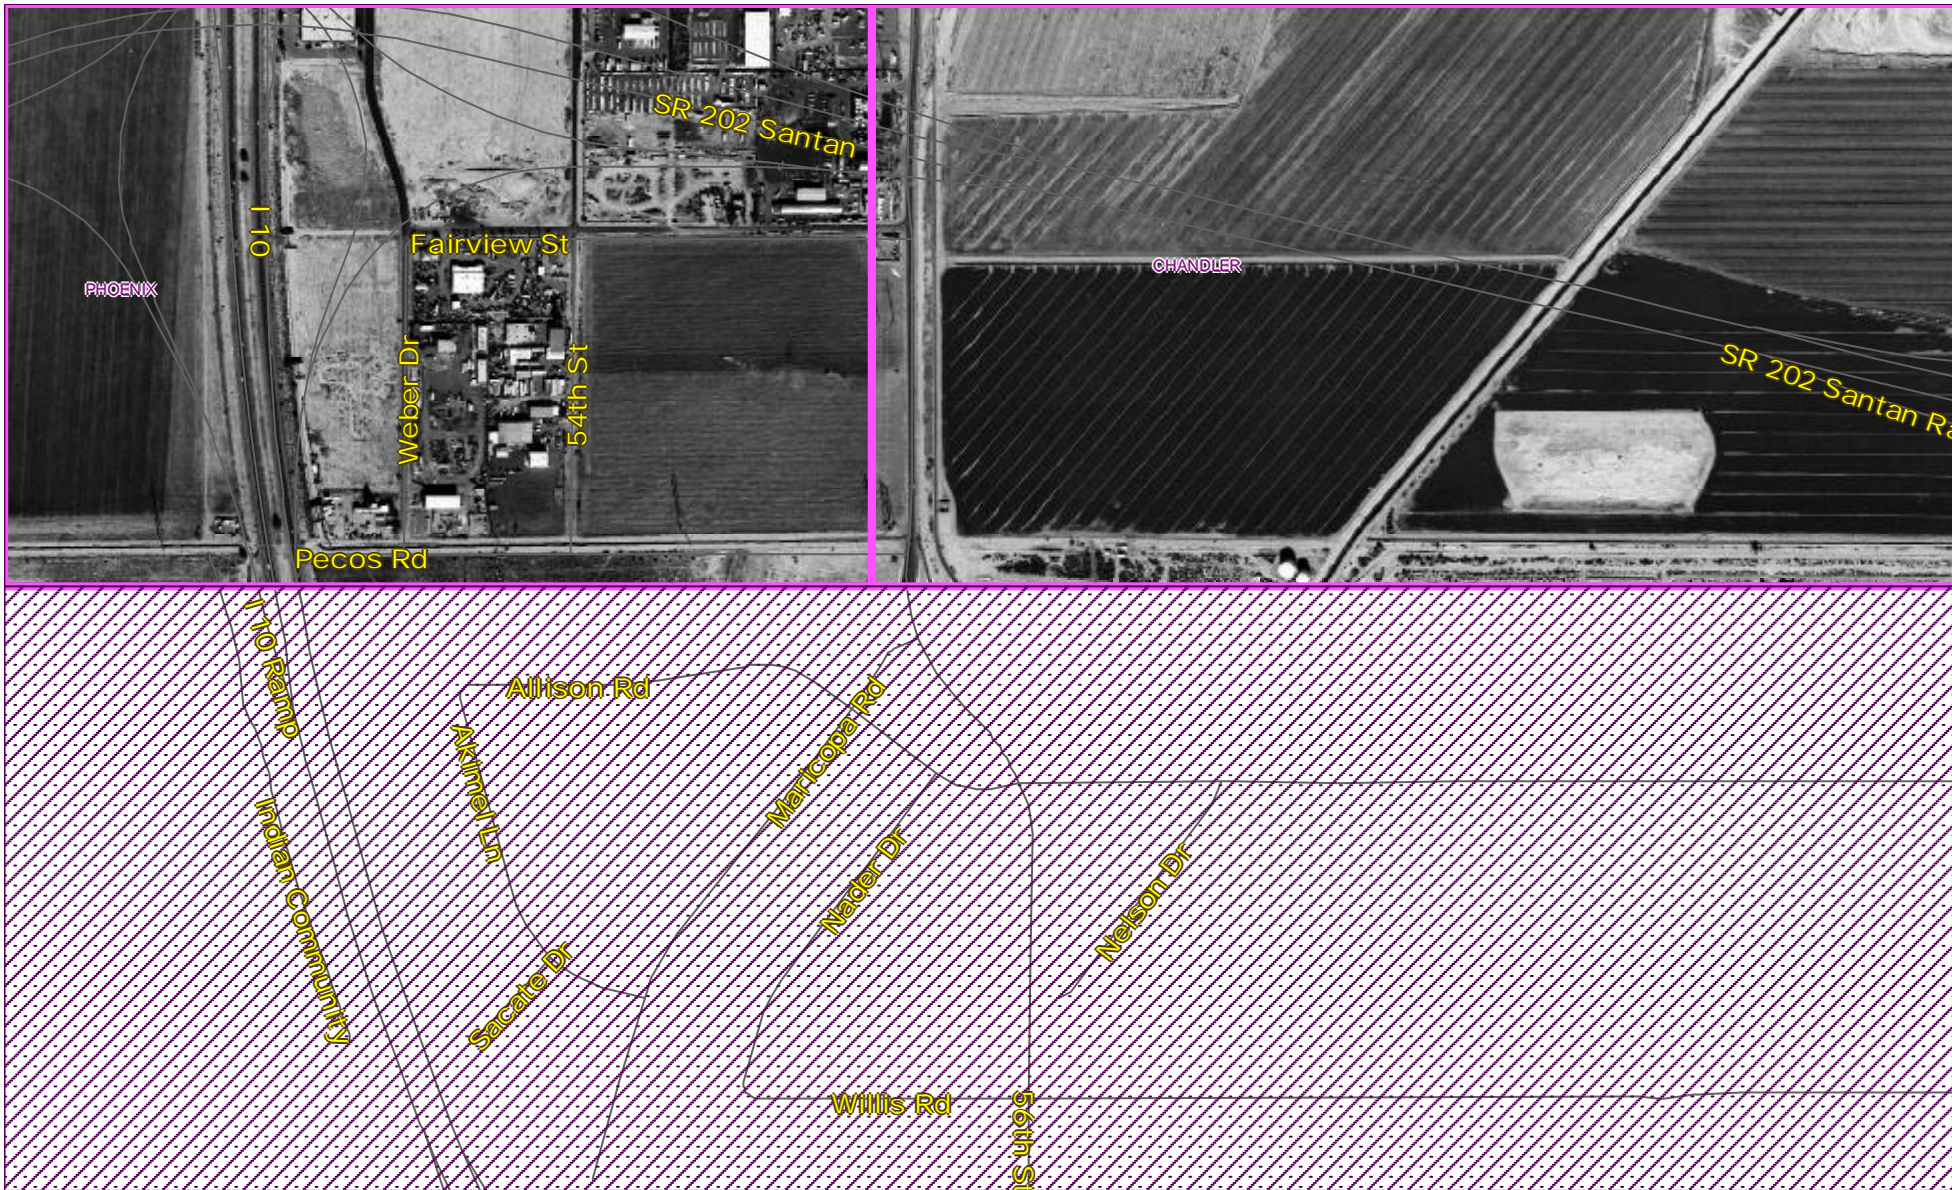 SR 202 Santan
I 10
Fairview St
PHOENIX
CHANDLER
Weber Dr
54th St
SR 202 Santan Ra
Pecos Rd
I 10 Ramp
Allison Rd
Maricopa Rd
Akimel Ln
Indian Community
Nader Dr
Nelson Dr
Sacate Dr
Willis Rd
56th St